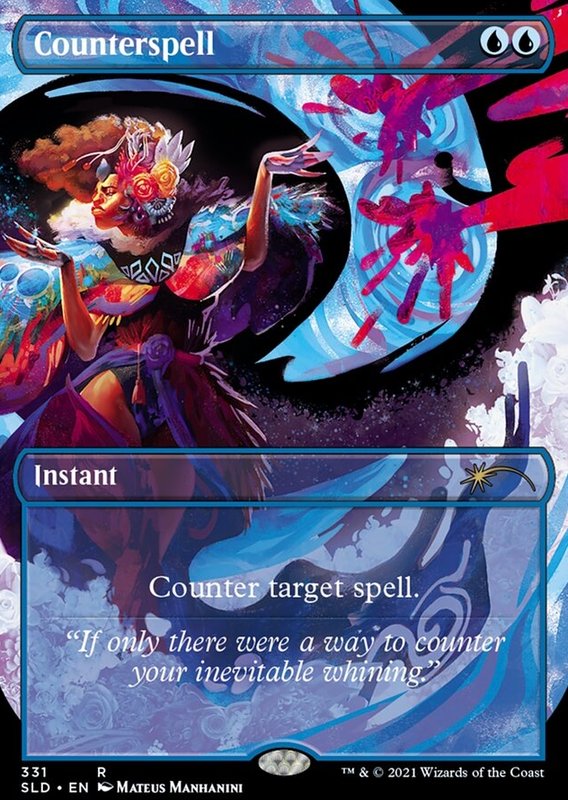 Counterspell
Instant
Counter target spell.
“If only there were a way to counter
your inevitable whining.”
331 R
SLD • EN Mateus Manhanini
™ & © 2021 Wizards of the Coast